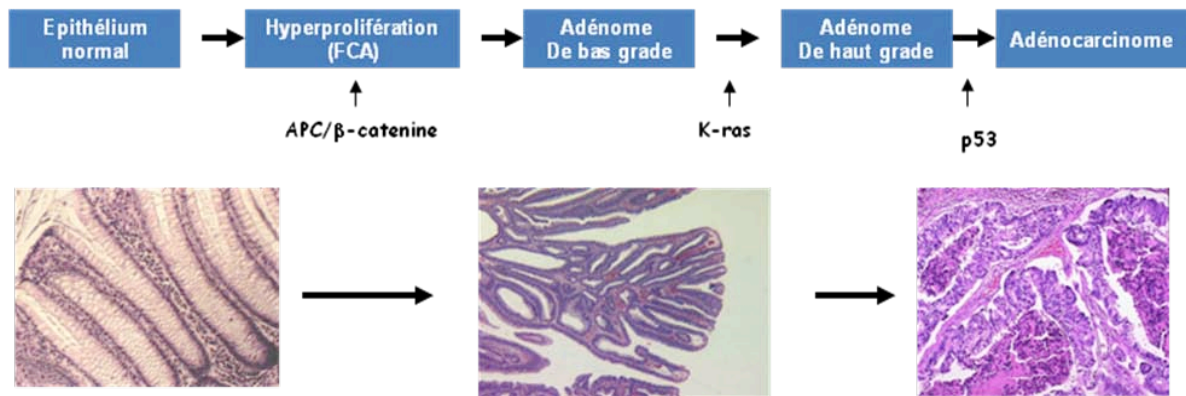 Epithélium
normal
Hyperprolifération
(FCA)
Adénome
De bas grade
Adénome
De haut grade
Adénocarcinome
APC/β-catenine
K-ras
p53